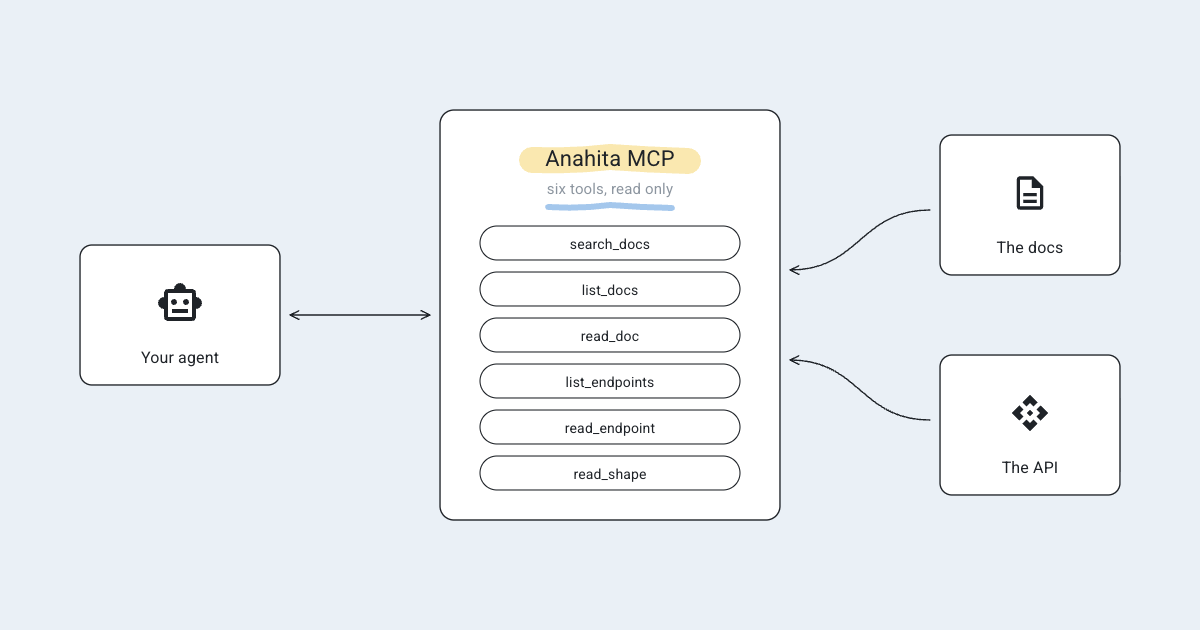 Anahita MCP
six tools, read only
search_docs
list_docs
read_doc
list_endpoints
read_endpoint
read_shape
Your agent
The docs
The API